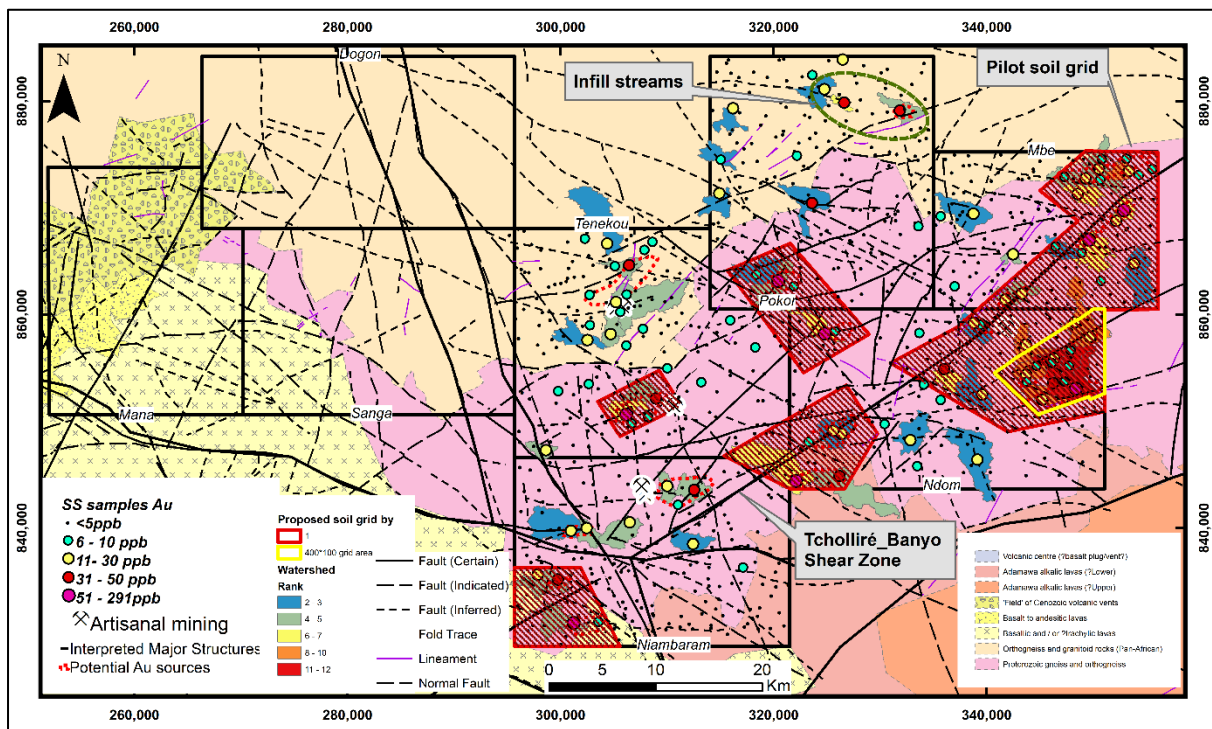 260,000 280,000 300,000 320,000 340,000
N
Dogon
Infill streams
Pilot soil grid
880,000
880,000
Mbe
Tenekou
860,000
860,000
Pokor
Mana
Sanga
Ndom
840,000
840,000
Tcholliré_Banyo
Shear Zone
Niambaram
SS samples Au
<5ppb
6 - 10 ppb
11- 30 ppb
31 - 50 ppb
51 - 291ppb
Artisanal mining
Interpreted Major Structures
Potential Au sources
Proposed soil grid by
1
400*100 grid area
Watershed
Rank
2 - 3
4 - 5
6 - 7
8 - 10
11 - 12
Fault (Certain)
Fault (Indicated)
Fault (Inferred)
Fold Trace
Lineament
Normal Fault
0 5 10 20
Km
Volcanic centre (?basalt plug/vent?)
Adamawa alkalic lavas (?Lower)
Adamawa alkalic lavas (?Upper)
'Field' of Cenozoic volcanic vents
Basalt to andesitic lavas
Basaltic and / or ?trachytic lavas
Orthogneiss and granitoid rocks (Pan-African)
Proterozoic gneiss and orthogneiss
260,000 280,000 300,000 320,000 340,000